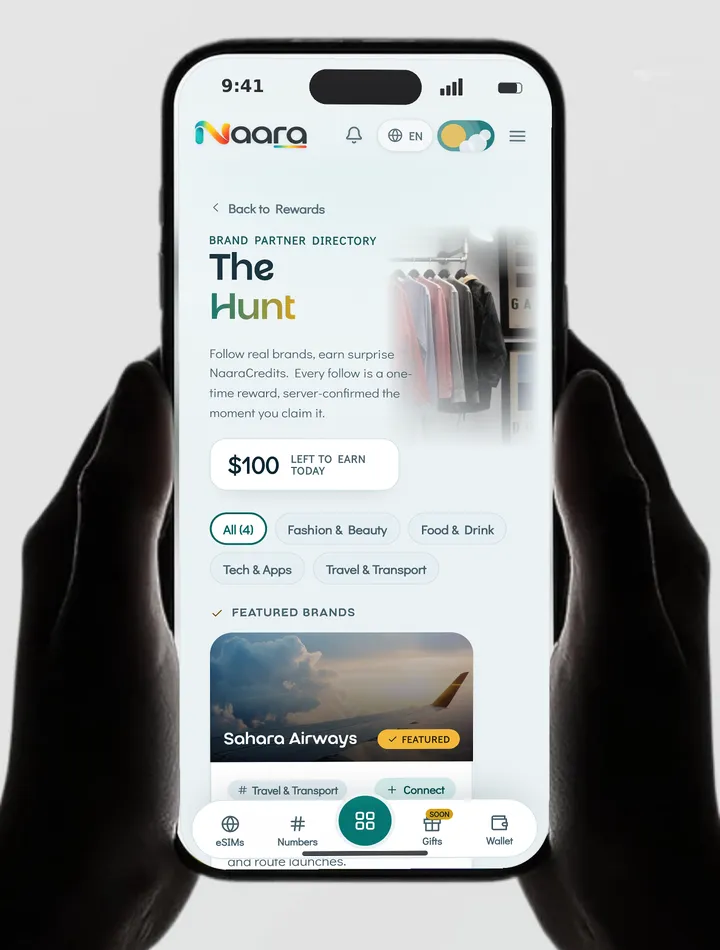 9:41
Naara
EN
Back to Rewards
BRAND PARTNER DIRECTORY
The
Hunt
GA
Follow real brands, earn surprise
NaaraCredits. Every follow is a one-
time reward, server-confirmed the
moment you claim it.
$100 LEFT TO EARN
TODAY
All (4) Fashion & Beauty Food & Drink
Tech & Apps Travel & Transport
FEATURED BRANDS
Sahara Airways FEATURED
# Travel & Transport + Connect
SOON
eSIMs Numbers Gifts Wallet
and route launches.